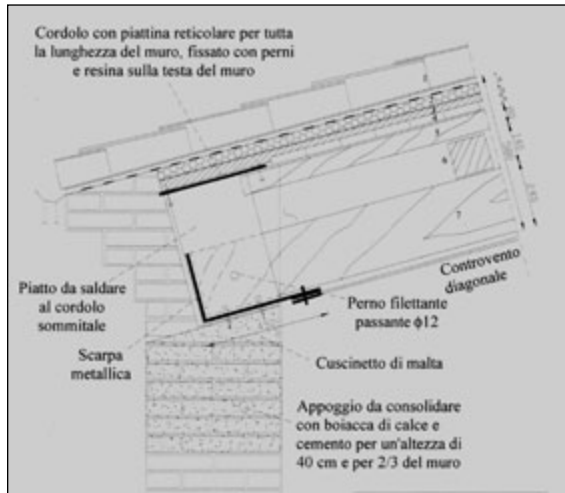 Cordolo con piattina reticolare per tutta
la lunghezza del muro, fissato con perni
e resina sulla testa del muro
6
7
Controvento
diagonale
Piatto da saldare
al cordolo
sommitale
Perno filettante
passante ϕ12
Scarpa
metallica
Cuscinetto di malta
Appoggio da consolidare
con boiacca di calce e
cemento per un'altezza di
40 cm e per 2/3 del muro